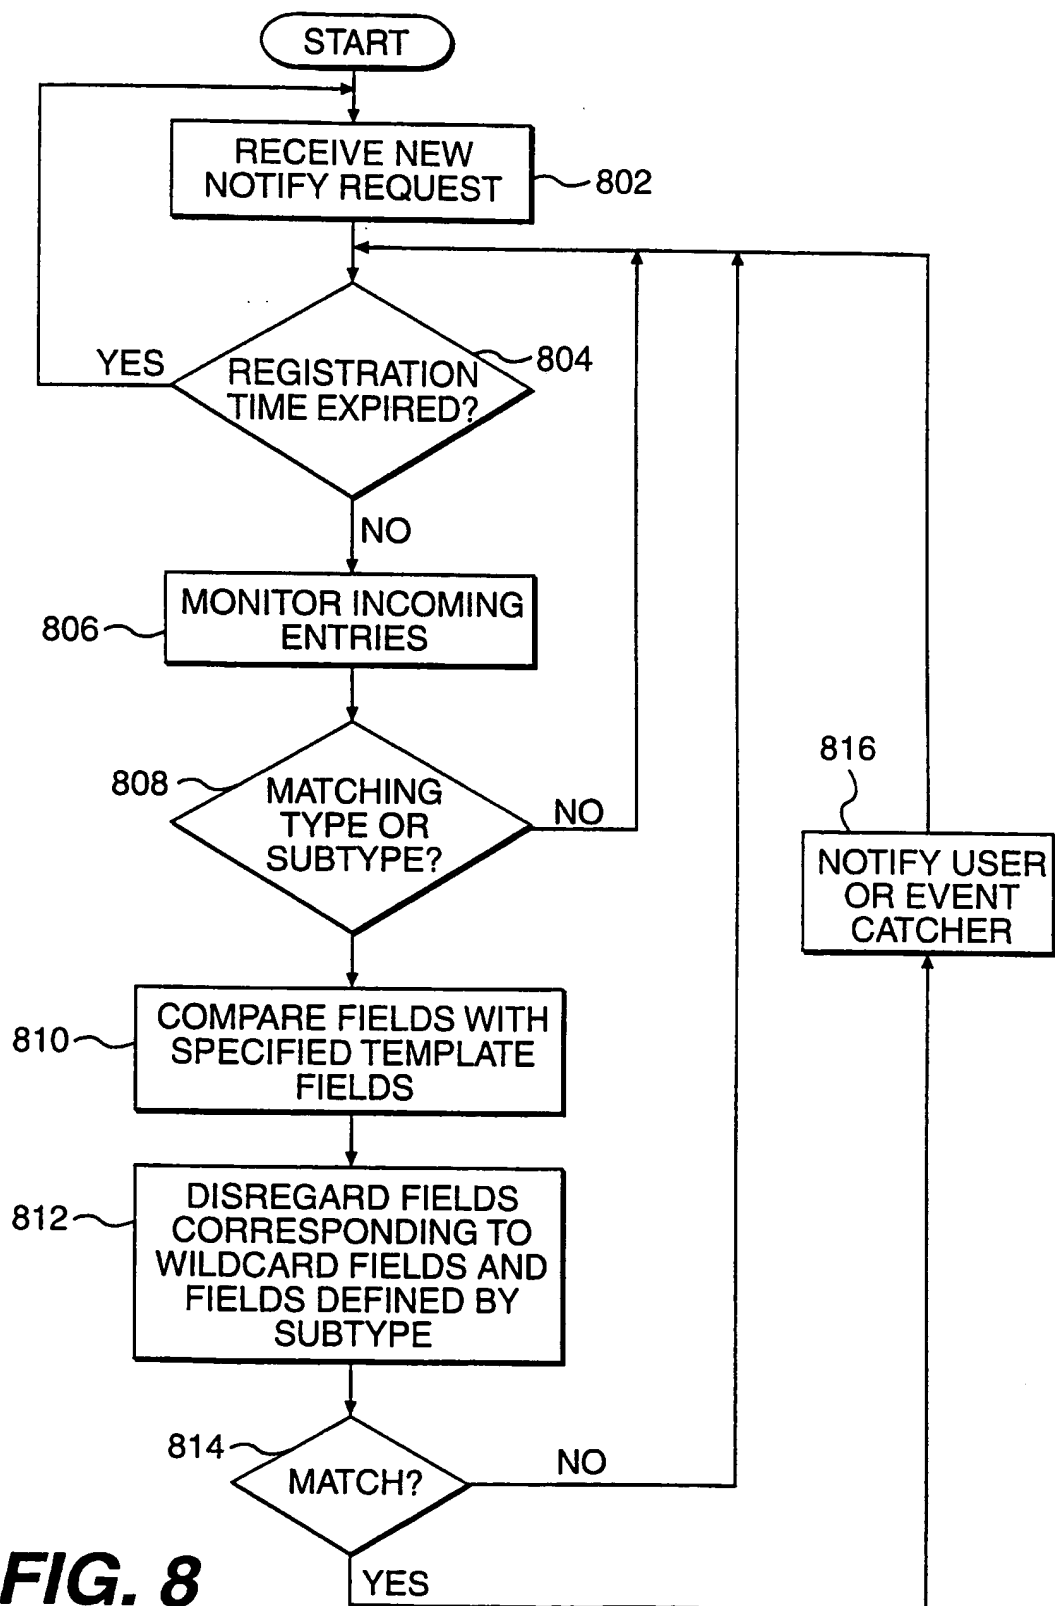 START
RECEIVE NEW
NOTIFY REQUEST
802
YES
REGISTRATION
TIME EXPIRED?
804
NO
806
MONITOR INCOMING
ENTRIES
808
MATCHING
TYPE OR
SUBTYPE?
NO
816
NOTIFY USER
OR EVENT
CATCHER
810
COMPARE FIELDS WITH
SPECIFIED TEMPLATE
FIELDS
812
DISREGARD FIELDS
CORRESPONDING TO
WILDCARD FIELDS AND
FIELDS DEFINED BY
SUBTYPE
814
MATCH?
NO
YES
FIG. 8